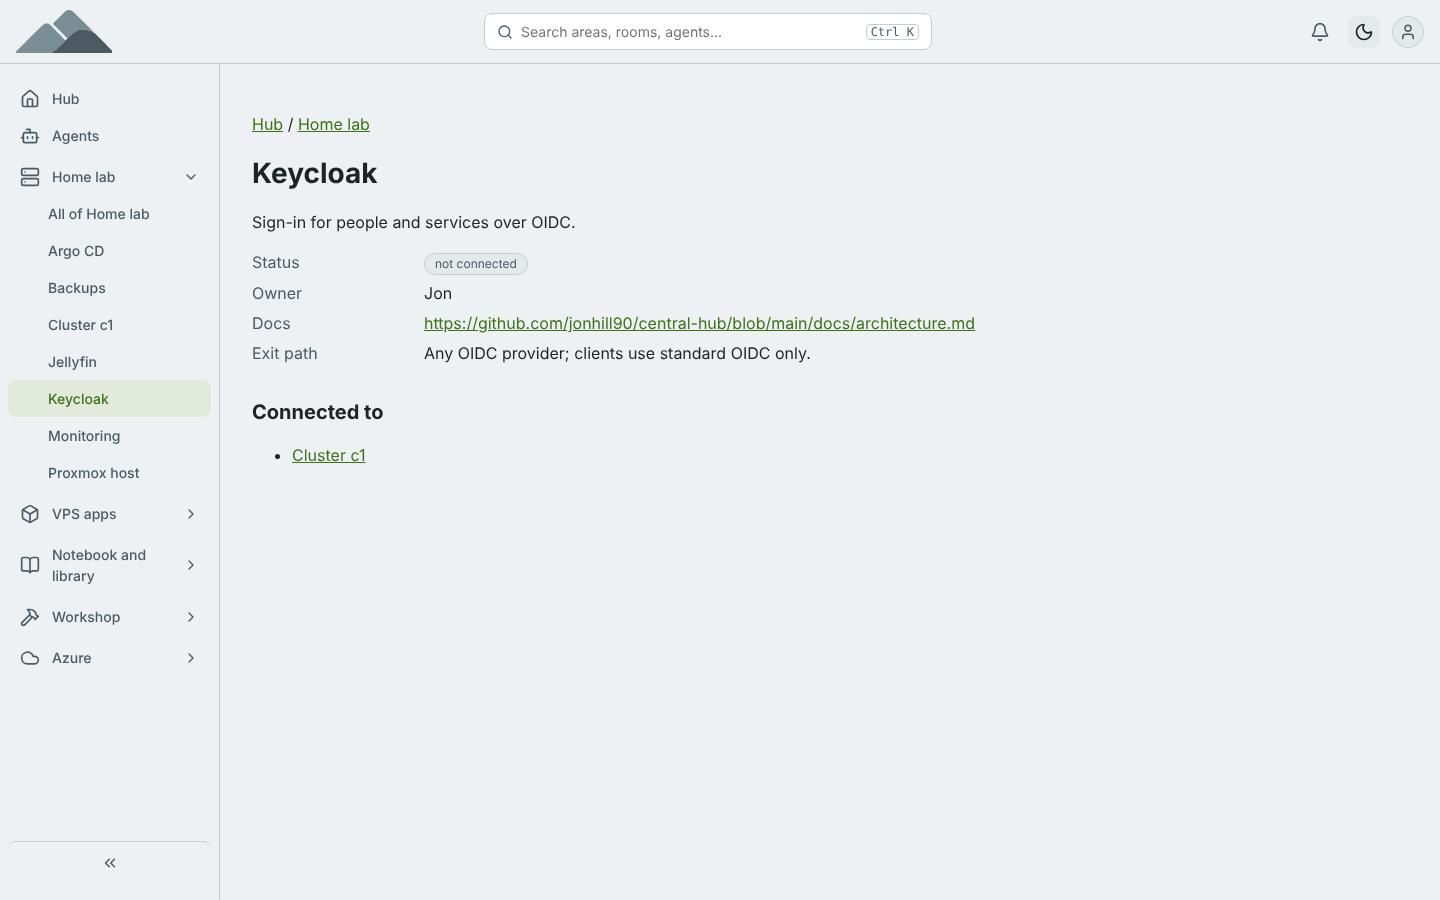 Search areas, rooms, agents...
Ctrl K
Hub
Agents
Home lab
All of Home lab
Argo CD
Backups
Cluster c1
Jellyfin
Keycloak
Monitoring
Proxmox host
VPS apps
Notebook and
library
Workshop
Azure
Hub / Home lab
Keycloak
Sign-in for people and services over OIDC.
Status not connected
Owner Jon
Docs https://github.com/jonhill90/central-hub/blob/main/docs/architecture.md
Exit path Any OIDC provider; clients use standard OIDC only.
Connected to
• Cluster c1